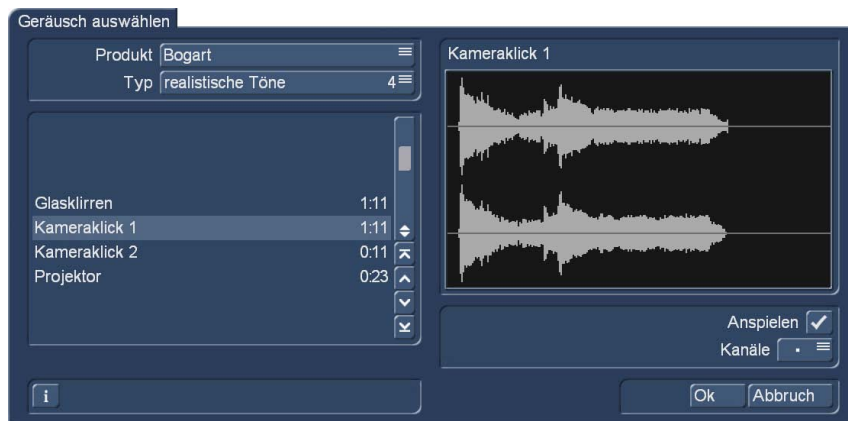 Geräusch auswählen
Produkt Bogart
Typ realistische Töne 4
Glasklirren 1:11
Kameraklick 1 1:11
Kameraklick 2 0:11
Projektor 0:23
i
Kameraklick 1
Anspielen
Kanäle
Ok Abbruch